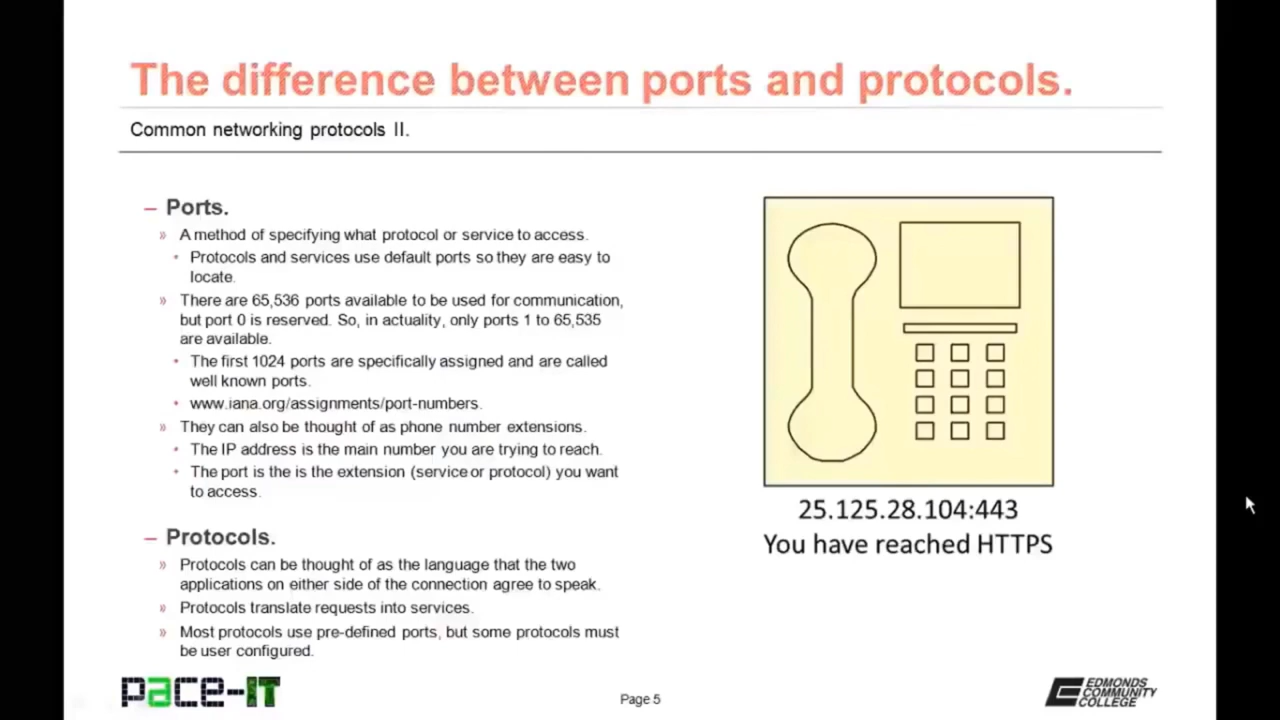 The difference between ports and protocols.
Common networking protocols II.
– Ports.
» A method of specifying what protocol or service to access.
• Protocols and services use default ports so they are easy to
locate.
» There are 65,536 ports available to be used for communication,
but port 0 is reserved. So, in actuality, only ports 1 to 65,535
are available.
• The first 1024 ports are specifically assigned and are called
well known ports.
• www.iana.org/assignments/port-numbers.
» They can also be thought of as phone number extensions.
• The IP address is the main number you are trying to reach.
• The port is the is the extension (service or protocol) you want
to access.
– Protocols.
» Protocols can be thought of as the language that the two
applications on either side of the connection agree to speak.
» Protocols translate requests into services.
» Most protocols use pre-defined ports, but some protocols must
be user configured.
25.125.28.104:443
You have reached HTTPS
pace-IT
Page 5
EDMONDS
COMMUNITY
COLLEGE